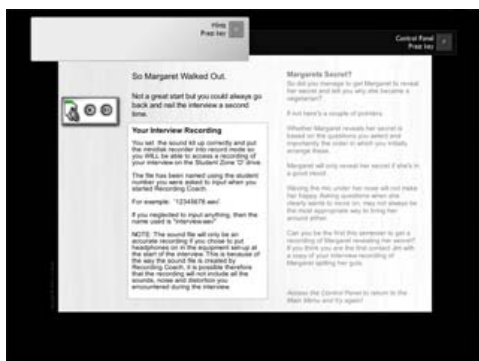 Hints
Press key
Control Panel
Press key
So Margaret Walked Out.
Not a great start but you could always go
back and nail the interview a second
time.
Your Interview Recording
You set the sound kit up correctly and put
the minidisk recorder into record mode so
you WILL be able to access a recording of
your interview on the Student Zone 'D' drive.
The file has been named using the student
number you were asked to input when you
started Recording Coach.
For example: '12345678.wav'
If you neglected to input anything, then the
name used is "interview.wav"
NOTE: The sound file will only be an
accurate recording if you chose to put
headphones on in the equipment set-up at
the start of the interview. This is because of
the way the sound file is created by
Recording Coach, it is possible therefore
that the recording will not include all the
sounds, noise and distortion you
encountered during the interview.
Margarets Secret?
So did you manage to get Margaret to reveal
her secret and tell you why she became a
vegetarian?
If not here's a couple of pointers.
Whether Margaret reveals her secret is
based on the questions you select and
importantly the order in which you initially
arrange these.
Margaret will only reveal her secret if she's in
a good mood.
Waving the mic under her nose will not make
her happy. Asking questions when she
clearly wants to move on, may not always be
the most appropriate way to bring her
around either.
Can you be the first this semester to get a
recording of Margaret revealing her secret?
If you think you are the first contact Jim with
a copy of your interview recording of
Margaret spilling her guts.
Access the Control Panel to return to the
Main Menu and try again!